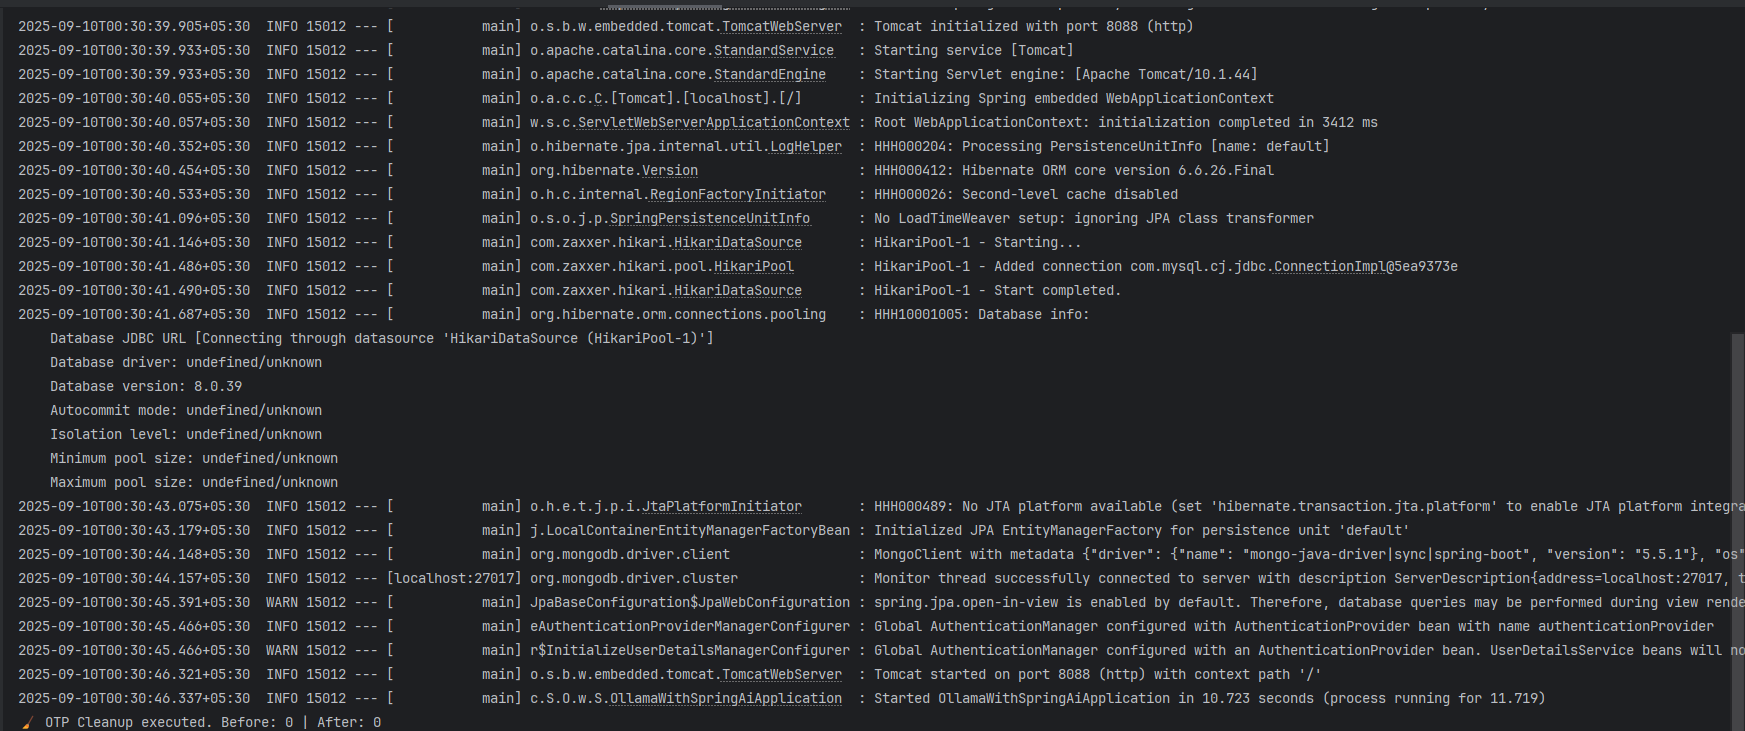 2025-09-10T00:30:39.905+05:30  INFO 15012 --- [           main] o.s.b.w.embedded.tomcat.TomcatWebServer  : Tomcat initialized with port 8088 (http)
2025-09-10T00:30:39.933+05:30  INFO 15012 --- [           main] o.apache.catalina.core.StandardService   : Starting service [Tomcat]
2025-09-10T00:30:39.933+05:30  INFO 15012 --- [           main] o.apache.catalina.core.StandardEngine    : Starting Servlet engine: [Apache Tomcat/10.1.44]
2025-09-10T00:30:40.055+05:30  INFO 15012 --- [           main] o.a.c.c.C.[Tomcat].[localhost].[/]       : Initializing Spring embedded WebApplicationContext
2025-09-10T00:30:40.057+05:30  INFO 15012 --- [           main] w.s.c.ServletWebServerApplicationContext : Root WebApplicationContext: initialization completed in 3412 ms
2025-09-10T00:30:40.352+05:30  INFO 15012 --- [           main] o.hibernate.jpa.internal.util.LogHelper  : HHH000204: Processing PersistenceUnitInfo [name: default]
2025-09-10T00:30:40.454+05:30  INFO 15012 --- [           main] org.hibernate.Version                    : HHH000412: Hibernate ORM core version 6.6.26.Final
2025-09-10T00:30:40.533+05:30  INFO 15012 --- [           main] o.h.c.internal.RegionFactoryInitiator    : HHH000026: Second-level cache disabled
2025-09-10T00:30:41.096+05:30  INFO 15012 --- [           main] o.s.o.j.p.SpringPersistenceUnitInfo      : No LoadTimeWeaver setup: ignoring JPA class transformer
2025-09-10T00:30:41.146+05:30  INFO 15012 --- [           main] com.zaxxer.hikari.HikariDataSource       : HikariPool-1 - Starting...
2025-09-10T00:30:41.486+05:30  INFO 15012 --- [           main] com.zaxxer.hikari.pool.HikariPool        : HikariPool-1 - Added connection com.mysql.cj.jdbc.ConnectionImpl@5ea9373e
2025-09-10T00:30:41.490+05:30  INFO 15012 --- [           main] com.zaxxer.hikari.HikariDataSource       : HikariPool-1 - Start completed.
2025-09-10T00:30:41.687+05:30  INFO 15012 --- [           main] org.hibernate.orm.connections.pooling    : HHH10001005: Database info:
Database JDBC URL [Connecting through datasource 'HikariDataSource (HikariPool-1)']
Database driver: undefined/unknown
Database version: 8.0.39
Autocommit mode: undefined/unknown
Isolation level: undefined/unknown
Minimum pool size: undefined/unknown
Maximum pool size: undefined/unknown
2025-09-10T00:30:43.075+05:30  INFO 15012 --- [           main] o.h.e.t.j.p.i.JtaPlatformInitiator       : HHH000489: No JTA platform available (set 'hibernate.transaction.jta.platform' to enable JTA platform integra
2025-09-10T00:30:43.179+05:30  INFO 15012 --- [           main] j.LocalContainerEntityManagerFactoryBean : Initialized JPA EntityManagerFactory for persistence unit 'default'
2025-09-10T00:30:44.148+05:30  INFO 15012 --- [           main] org.mongodb.driver.client                : MongoClient with metadata {"driver": {"name": "mongo-java-driver|sync|spring-boot", "version": "5.5.1"}, "os"
2025-09-10T00:30:44.157+05:30  INFO 15012 --- [localhost:27017] org.mongodb.driver.cluster               : Monitor thread successfully connected to server with description ServerDescription{address=localhost:27017, t
2025-09-10T00:30:45.391+05:30  WARN 15012 --- [           main] JpaBaseConfiguration$JpaWebConfiguration : spring.jpa.open-in-view is enabled by default. Therefore, database queries may be performed during view rende
2025-09-10T00:30:45.466+05:30  INFO 15012 --- [           main] eAuthenticationProviderManagerConfigurer : Global AuthenticationManager configured with AuthenticationProvider bean with name authenticationProvider
2025-09-10T00:30:45.466+05:30  WARN 15012 --- [           main] r$InitializeUserDetailsManagerConfigurer : Global AuthenticationManager configured with an AuthenticationProvider bean. UserDetailsService beans will no
2025-09-10T00:30:46.321+05:30  INFO 15012 --- [           main] o.s.b.w.embedded.tomcat.TomcatWebServer  : Tomcat started on port 8088 (http) with context path '/'
2025-09-10T00:30:46.337+05:30  INFO 15012 --- [           main] c.S.O.w.S.OllamaWithSpringAiApplication  : Started OllamaWithSpringAiApplication in 10.723 seconds (process running for 11.719)
🧹 OTP Cleanup executed. Before: 0 | After: 0